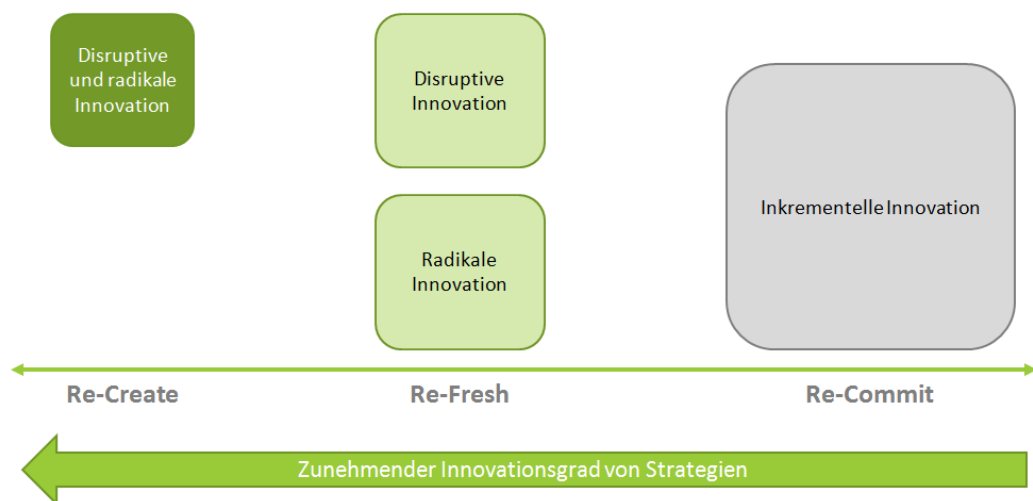 Disruptive
und radikale
Innovation
Disruptive
Innovation
Radikale
Innovation
Inkrementelle Innovation
Re-Create
Re-Fresh
Re-Commit
Zunehmender Innovationsgrad von Strategien